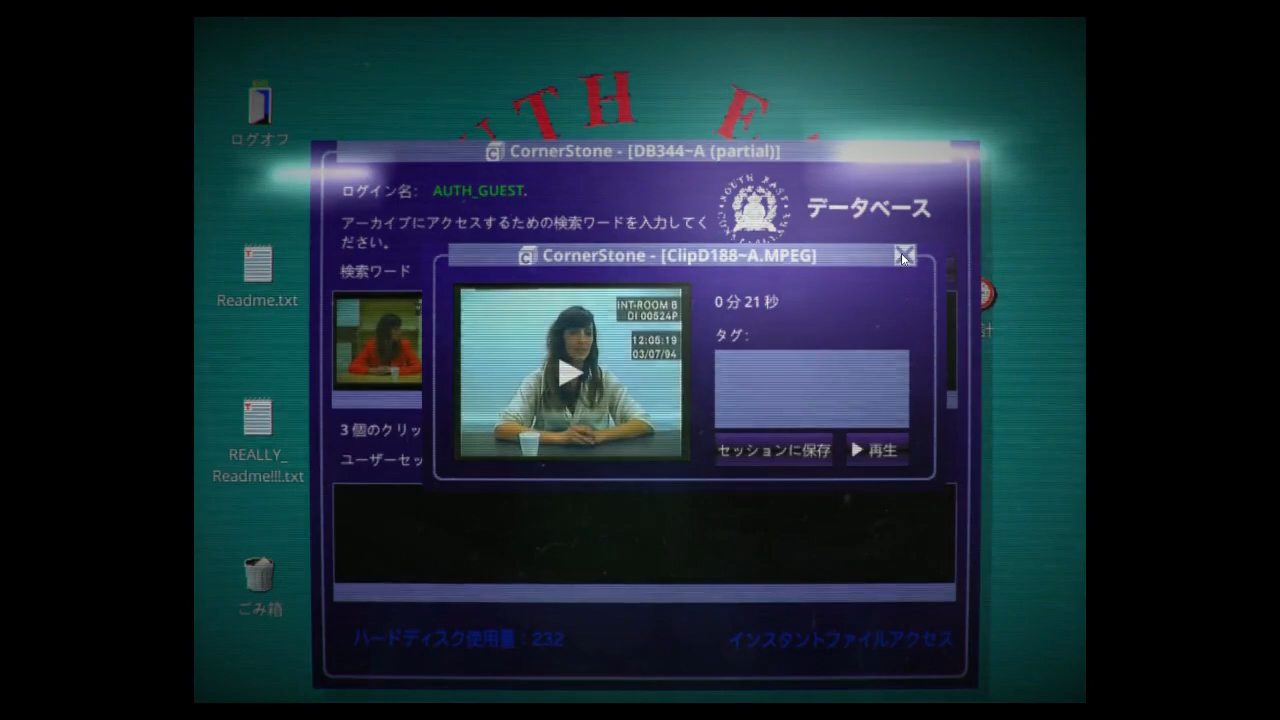 TH E
ログオフ
CornerStone - [DB344~A (partial)]
ログイン名: AUTH_GUEST.
SOUTH EAST
データベース
アーカイブにアクセスするための検索ワードを入力してく
ださい。
CornerStone - [ClipD188~A.MPEG]
検索ワード
Readme.txt
INT-ROOM B
DI 00524P
12:05:19
03/07/94
0 分 21 秒
タグ:
計
3 個のクリッ
セッションに保存
再生
ユーザーセッ
REALLY_
Readme!!!.txt
ごみ箱
ハードディスク使用量：232
インスタントファイルアクセス